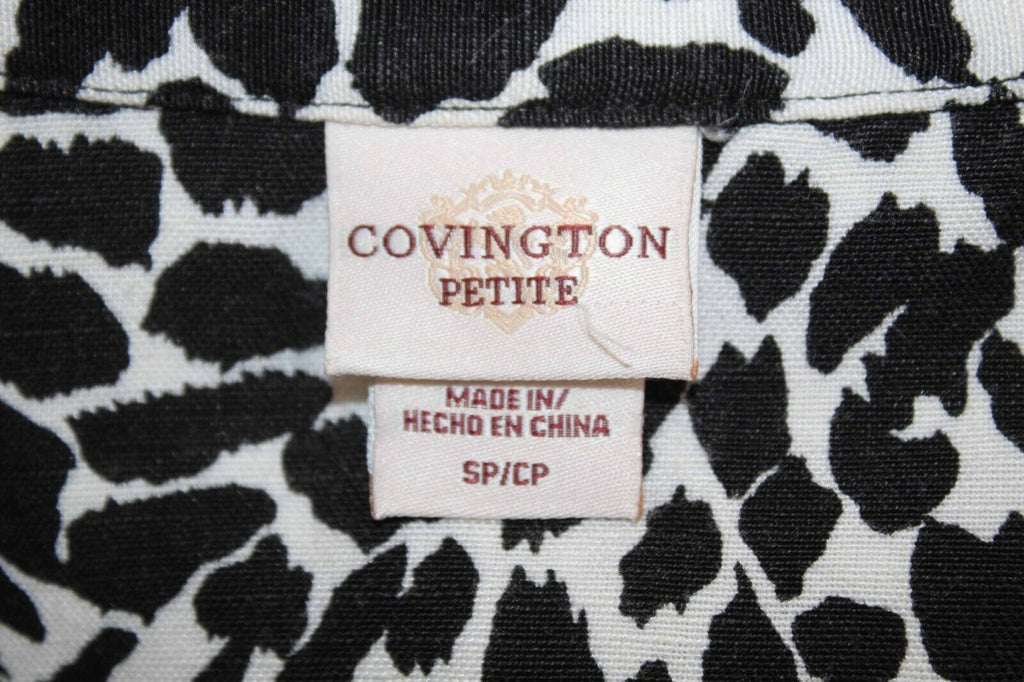 COVINGTON
PETITE
MADE IN/
HECHO EN CHINA
SP/CP